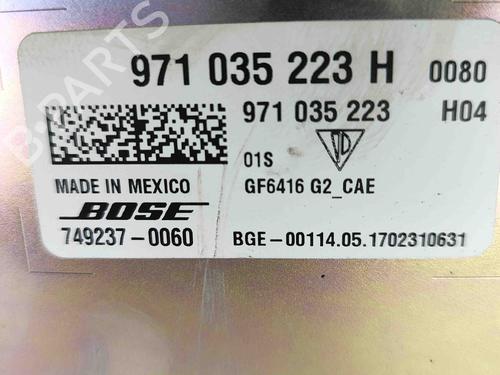 971 035 223 H 0080
971 035 223 H04
01S
MADE IN MEXICO GF6416 G2_CAE
BOSE
749237-0060 BGE-00114.05.1702310631
B-PARTS